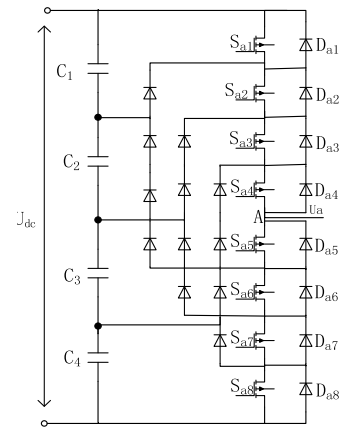 Sa1 Da1
C1
Sa2 Da2
Sa3 Da3
C2
Sa4 Da4
A Ua
Udc
Sa5 Da5
C3
Sa6 Da6
Sa7 Da7
C4
Sa8 Da8